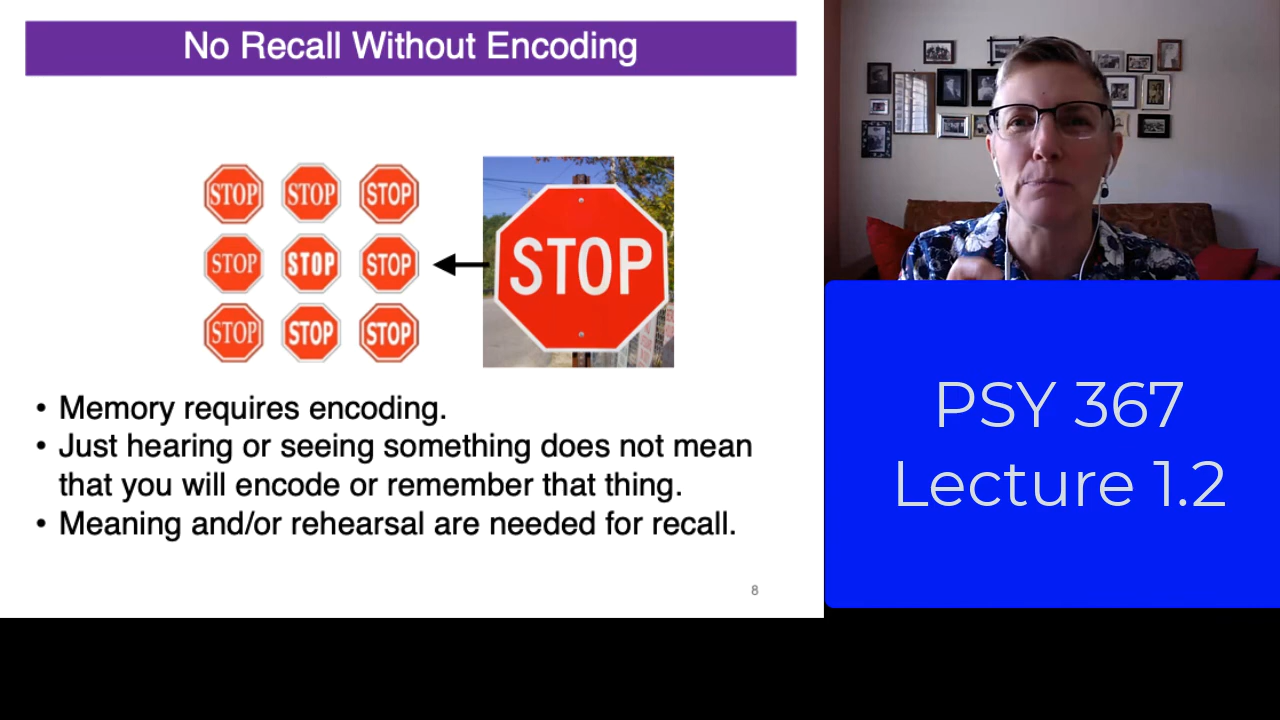 No Recall Without Encoding
STOP STOP STOP
STOP STOP STOP
STOP STOP STOP
STOP
• Memory requires encoding.
• Just hearing or seeing something does not mean
that you will encode or remember that thing.
• Meaning and/or rehearsal are needed for recall.
8
PSY 367
Lecture 1.2